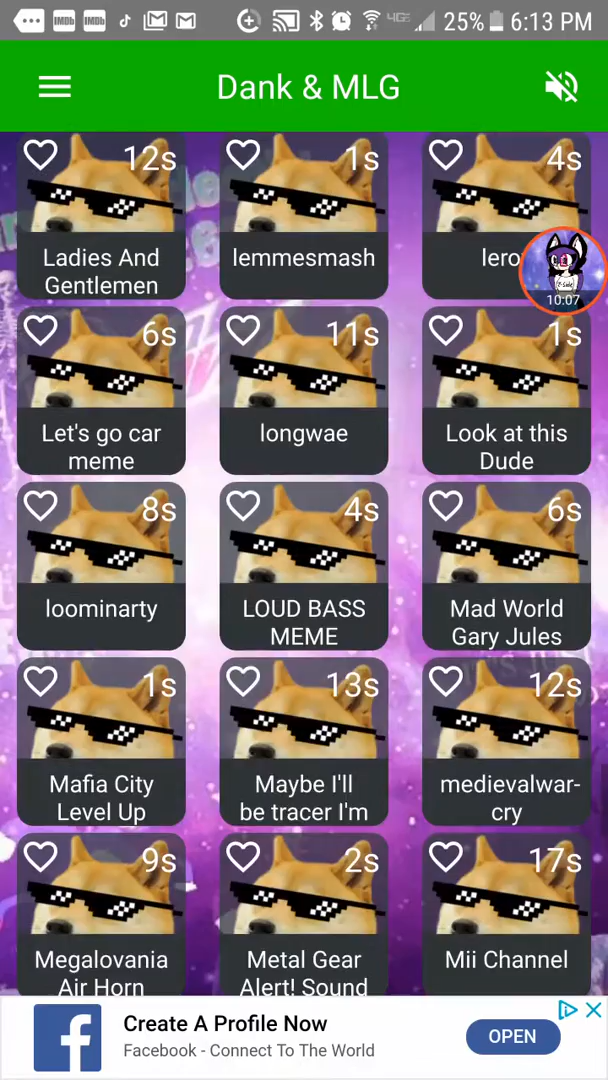 IMDb IMDb 4G 25% 6:13 PM
Dank & MLG
12s 1s 4s
Ladies And
Gentlemen
lemmesmash
lero
10:07
6s 11s 1s
Let's go car
meme
longwae
Look at this
Dude
8s 4s 6s
loominarty
LOUD BASS
MEME
Mad World
Gary Jules
1s 13s 12s
Mafia City
Level Up
Maybe I'll
be tracer I'm
medievalwar-
cry
9s 2s 17s
Megalovania
Air Horn
Metal Gear
Alert! Sound
Mii Channel
Create A Profile Now
Facebook - Connect To The World
OPEN